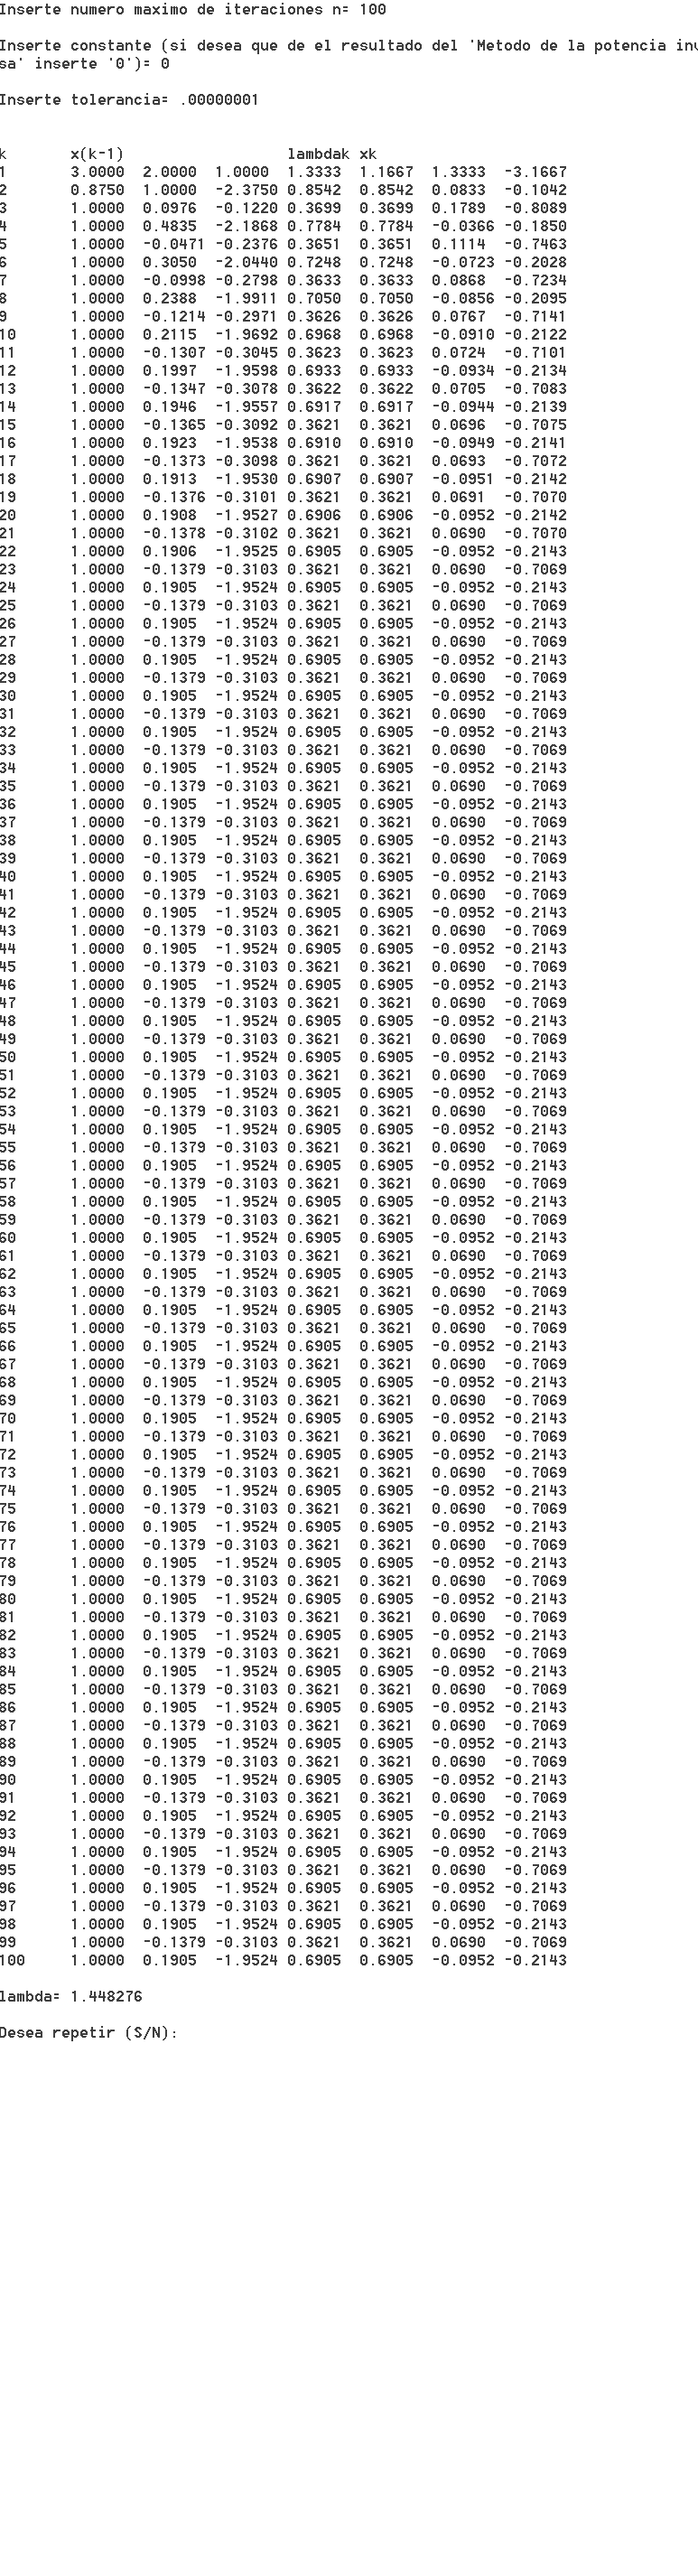 Inserte numero maximo de iteraciones n= 100
Inserte constante (si desea que de el resultado del 'Metodo de la potencia inv
sa' inserte '0')= 0
Inserte tolerancia= .00000001
k x(k-1) lambdak xk
1 3.0000 2.0000 1.0000 1.3333 1.1667 1.3333 -3.1667
2 0.8750 1.0000 -2.3750 0.8542 0.8542 0.0833 -0.1042
3 1.0000 0.0976 -0.1220 0.3699 0.3699 0.1789 -0.8089
4 1.0000 0.4835 -2.1868 0.7784 0.7784 -0.0366 -0.1850
5 1.0000 -0.0471 -0.2376 0.3651 0.3651 0.1114 -0.7463
6 1.0000 0.3050 -2.0440 0.7248 0.7248 -0.0723 -0.2028
7 1.0000 -0.0998 -0.2798 0.3633 0.3633 0.0868 -0.7234
8 1.0000 0.2388 -1.9911 0.7050 0.7050 -0.0856 -0.2095
9 1.0000 -0.1214 -0.2971 0.3626 0.3626 0.0767 -0.7141
10 1.0000 0.2115 -1.9692 0.6968 0.6968 -0.0910 -0.2122
11 1.0000 -0.1307 -0.3045 0.3623 0.3623 0.0724 -0.7101
12 1.0000 0.1997 -1.9598 0.6933 0.6933 -0.0934 -0.2134
13 1.0000 -0.1347 -0.3078 0.3622 0.3622 0.0705 -0.7083
14 1.0000 0.1946 -1.9557 0.6917 0.6917 -0.0944 -0.2139
15 1.0000 -0.1365 -0.3092 0.3621 0.3621 0.0696 -0.7075
16 1.0000 0.1923 -1.9538 0.6910 0.6910 -0.0949 -0.2141
17 1.0000 -0.1373 -0.3098 0.3621 0.3621 0.0693 -0.7072
18 1.0000 0.1913 -1.9530 0.6907 0.6907 -0.0951 -0.2142
19 1.0000 -0.1376 -0.3101 0.3621 0.3621 0.0691 -0.7070
20 1.0000 0.1908 -1.9527 0.6906 0.6906 -0.0952 -0.2142
21 1.0000 -0.1378 -0.3102 0.3621 0.3621 0.0690 -0.7070
22 1.0000 0.1906 -1.9525 0.6905 0.6905 -0.0952 -0.2143
23 1.0000 -0.1379 -0.3103 0.3621 0.3621 0.0690 -0.7069
24 1.0000 0.1905 -1.9524 0.6905 0.6905 -0.0952 -0.2143
25 1.0000 -0.1379 -0.3103 0.3621 0.3621 0.0690 -0.7069
26 1.0000 0.1905 -1.9524 0.6905 0.6905 -0.0952 -0.2143
27 1.0000 -0.1379 -0.3103 0.3621 0.3621 0.0690 -0.7069
28 1.0000 0.1905 -1.9524 0.6905 0.6905 -0.0952 -0.2143
29 1.0000 -0.1379 -0.3103 0.3621 0.3621 0.0690 -0.7069
30 1.0000 0.1905 -1.9524 0.6905 0.6905 -0.0952 -0.2143
31 1.0000 -0.1379 -0.3103 0.3621 0.3621 0.0690 -0.7069
32 1.0000 0.1905 -1.9524 0.6905 0.6905 -0.0952 -0.2143
33 1.0000 -0.1379 -0.3103 0.3621 0.3621 0.0690 -0.7069
34 1.0000 0.1905 -1.9524 0.6905 0.6905 -0.0952 -0.2143
35 1.0000 -0.1379 -0.3103 0.3621 0.3621 0.0690 -0.7069
36 1.0000 0.1905 -1.9524 0.6905 0.6905 -0.0952 -0.2143
37 1.0000 -0.1379 -0.3103 0.3621 0.3621 0.0690 -0.7069
38 1.0000 0.1905 -1.9524 0.6905 0.6905 -0.0952 -0.2143
39 1.0000 -0.1379 -0.3103 0.3621 0.3621 0.0690 -0.7069
40 1.0000 0.1905 -1.9524 0.6905 0.6905 -0.0952 -0.2143
41 1.0000 -0.1379 -0.3103 0.3621 0.3621 0.0690 -0.7069
42 1.0000 0.1905 -1.9524 0.6905 0.6905 -0.0952 -0.2143
43 1.0000 -0.1379 -0.3103 0.3621 0.3621 0.0690 -0.7069
44 1.0000 0.1905 -1.9524 0.6905 0.6905 -0.0952 -0.2143
45 1.0000 -0.1379 -0.3103 0.3621 0.3621 0.0690 -0.7069
46 1.0000 0.1905 -1.9524 0.6905 0.6905 -0.0952 -0.2143
47 1.0000 -0.1379 -0.3103 0.3621 0.3621 0.0690 -0.7069
48 1.0000 0.1905 -1.9524 0.6905 0.6905 -0.0952 -0.2143
49 1.0000 -0.1379 -0.3103 0.3621 0.3621 0.0690 -0.7069
50 1.0000 0.1905 -1.9524 0.6905 0.6905 -0.0952 -0.2143
51 1.0000 -0.1379 -0.3103 0.3621 0.3621 0.0690 -0.7069
52 1.0000 0.1905 -1.9524 0.6905 0.6905 -0.0952 -0.2143
53 1.0000 -0.1379 -0.3103 0.3621 0.3621 0.0690 -0.7069
54 1.0000 0.1905 -1.9524 0.6905 0.6905 -0.0952 -0.2143
55 1.0000 -0.1379 -0.3103 0.3621 0.3621 0.0690 -0.7069
56 1.0000 0.1905 -1.9524 0.6905 0.6905 -0.0952 -0.2143
57 1.0000 -0.1379 -0.3103 0.3621 0.3621 0.0690 -0.7069
58 1.0000 0.1905 -1.9524 0.6905 0.6905 -0.0952 -0.2143
59 1.0000 -0.1379 -0.3103 0.3621 0.3621 0.0690 -0.7069
60 1.0000 0.1905 -1.9524 0.6905 0.6905 -0.0952 -0.2143
61 1.0000 -0.1379 -0.3103 0.3621 0.3621 0.0690 -0.7069
62 1.0000 0.1905 -1.9524 0.6905 0.6905 -0.0952 -0.2143
63 1.0000 -0.1379 -0.3103 0.3621 0.3621 0.0690 -0.7069
64 1.0000 0.1905 -1.9524 0.6905 0.6905 -0.0952 -0.2143
65 1.0000 -0.1379 -0.3103 0.3621 0.3621 0.0690 -0.7069
66 1.0000 0.1905 -1.9524 0.6905 0.6905 -0.0952 -0.2143
67 1.0000 -0.1379 -0.3103 0.3621 0.3621 0.0690 -0.7069
68 1.0000 0.1905 -1.9524 0.6905 0.6905 -0.0952 -0.2143
69 1.0000 -0.1379 -0.3103 0.3621 0.3621 0.0690 -0.7069
70 1.0000 0.1905 -1.9524 0.6905 0.6905 -0.0952 -0.2143
71 1.0000 -0.1379 -0.3103 0.3621 0.3621 0.0690 -0.7069
72 1.0000 0.1905 -1.9524 0.6905 0.6905 -0.0952 -0.2143
73 1.0000 -0.1379 -0.3103 0.3621 0.3621 0.0690 -0.7069
74 1.0000 0.1905 -1.9524 0.6905 0.6905 -0.0952 -0.2143
75 1.0000 -0.1379 -0.3103 0.3621 0.3621 0.0690 -0.7069
76 1.0000 0.1905 -1.9524 0.6905 0.6905 -0.0952 -0.2143
77 1.0000 -0.1379 -0.3103 0.3621 0.3621 0.0690 -0.7069
78 1.0000 0.1905 -1.9524 0.6905 0.6905 -0.0952 -0.2143
79 1.0000 -0.1379 -0.3103 0.3621 0.3621 0.0690 -0.7069
80 1.0000 0.1905 -1.9524 0.6905 0.6905 -0.0952 -0.2143
81 1.0000 -0.1379 -0.3103 0.3621 0.3621 0.0690 -0.7069
82 1.0000 0.1905 -1.9524 0.6905 0.6905 -0.0952 -0.2143
83 1.0000 -0.1379 -0.3103 0.3621 0.3621 0.0690 -0.7069
84 1.0000 0.1905 -1.9524 0.6905 0.6905 -0.0952 -0.2143
85 1.0000 -0.1379 -0.3103 0.3621 0.3621 0.0690 -0.7069
86 1.0000 0.1905 -1.9524 0.6905 0.6905 -0.0952 -0.2143
87 1.0000 -0.1379 -0.3103 0.3621 0.3621 0.0690 -0.7069
88 1.0000 0.1905 -1.9524 0.6905 0.6905 -0.0952 -0.2143
89 1.0000 -0.1379 -0.3103 0.3621 0.3621 0.0690 -0.7069
90 1.0000 0.1905 -1.9524 0.6905 0.6905 -0.0952 -0.2143
91 1.0000 -0.1379 -0.3103 0.3621 0.3621 0.0690 -0.7069
92 1.0000 0.1905 -1.9524 0.6905 0.6905 -0.0952 -0.2143
93 1.0000 -0.1379 -0.3103 0.3621 0.3621 0.0690 -0.7069
94 1.0000 0.1905 -1.9524 0.6905 0.6905 -0.0952 -0.2143
95 1.0000 -0.1379 -0.3103 0.3621 0.3621 0.0690 -0.7069
96 1.0000 0.1905 -1.9524 0.6905 0.6905 -0.0952 -0.2143
97 1.0000 -0.1379 -0.3103 0.3621 0.3621 0.0690 -0.7069
98 1.0000 0.1905 -1.9524 0.6905 0.6905 -0.0952 -0.2143
99 1.0000 -0.1379 -0.3103 0.3621 0.3621 0.0690 -0.7069
100 1.0000 0.1905 -1.9524 0.6905 0.6905 -0.0952 -0.2143
lambda= 1.448276
Desea repetir (S/N):